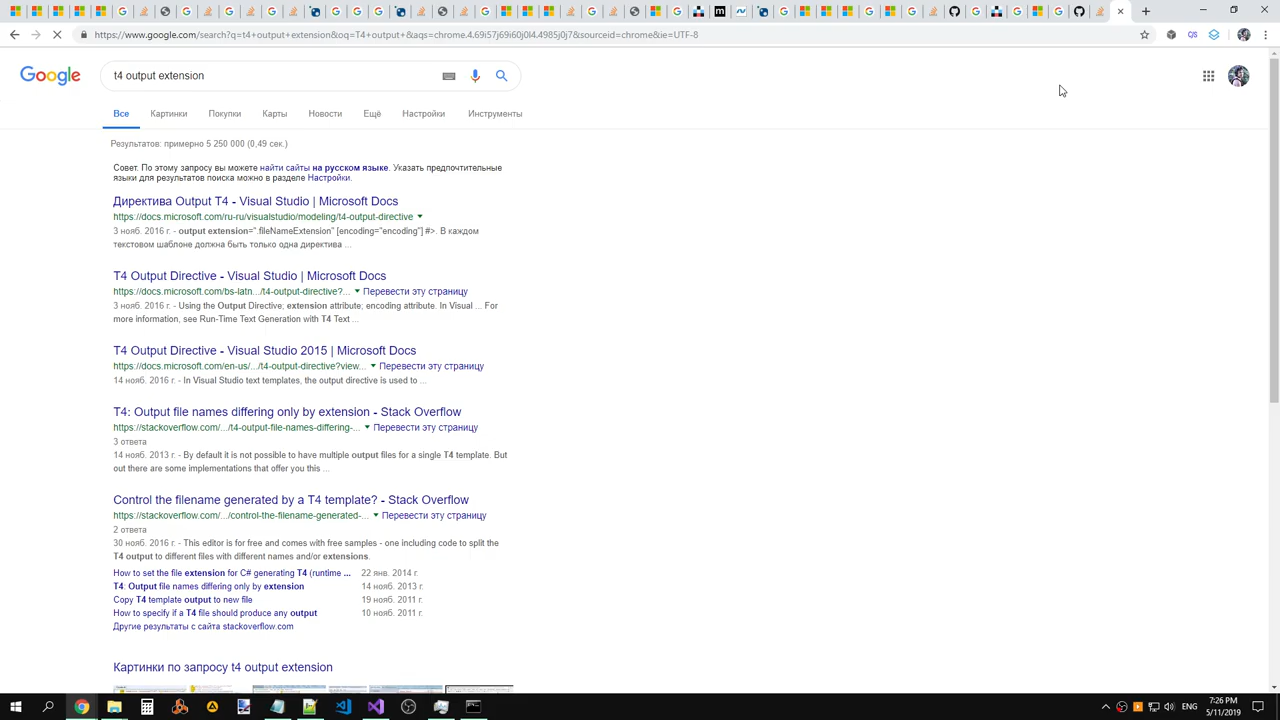 https://www.google.com/search?q=t4+output+extension&oq=T4+output+&aqs=chrome.4.69i57j69i60j0l4.4985j0j7&sourceid=chrome&ie=UTF-8
Google
t4 output extension
Все Картинки Покупки Карты Новости Ещё Настройки Инструменты
Результатов: примерно 5 250 000 (0,49 сек.)
Совет. По этому запросу вы можете найти сайты на русском языке. Указать предпочтительные
языки для результатов поиска можно в разделе Настройки.
Директива Output T4 - Visual Studio | Microsoft Docs
https://docs.microsoft.com/ru-ru/visualstudio/modeling/t4-output-directive
3 нояб. 2016 г. - output extension=".fileNameExtension" [encoding="encoding"] #>. В каждом
текстовом шаблоне должна быть только одна директива ...
T4 Output Directive - Visual Studio | Microsoft Docs
https://docs.microsoft.com/bs-latn.../t4-output-directive?... Перевести эту страницу
3 нояб. 2016 г. - Using the Output Directive; extension attribute; encoding attribute. In Visual ... For
more information, see Run-Time Text Generation with T4 Text ...
T4 Output Directive - Visual Studio 2015 | Microsoft Docs
https://docs.microsoft.com/en-us/.../t4-output-directive?view... Перевести эту страницу
14 нояб. 2016 г. - In Visual Studio text templates, the output directive is used to ...
T4: Output file names differing only by extension - Stack Overflow
https://stackoverflow.com/.../t4-output-file-names-differing-... Перевести эту страницу
3 ответа
14 нояб. 2013 г. - By default it is not possible to have multiple output files for a single T4 template. But
out there are some implementations that offer you this ...
Control the filename generated by a T4 template? - Stack Overflow
https://stackoverflow.com/.../control-the-filename-generated-... Перевести эту страницу
2 ответа
30 нояб. 2016 г. - This editor is for free and comes with free samples - one including code to split the
T4 output to different files with different names and/or extensions.
How to set the file extension for C# generating T4 (runtime ... 22 янв. 2014 г.
T4: Output file names differing only by extension 14 нояб. 2013 г.
Copy T4 template output to new file 19 нояб. 2011 г.
How to specify if a T4 file should produce any output 10 нояб. 2011 г.
Другие результаты с сайта stackoverflow.com
Картинки по запросу t4 output extension
ENG
7:26 PM
5/11/2019